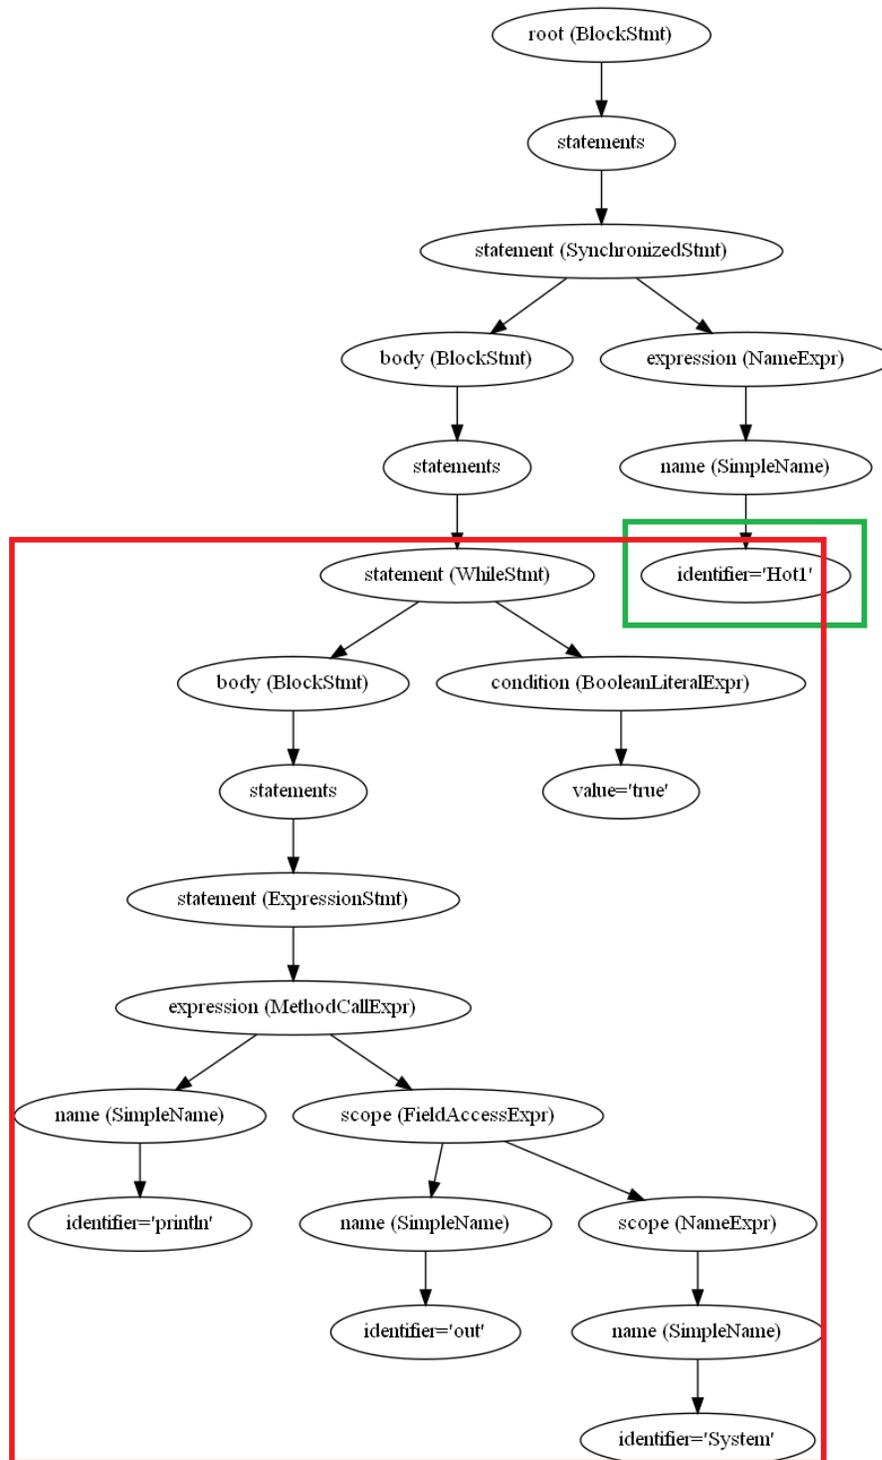 root (BlockStmt)
statements
statement (SynchronizedStmt)
body (BlockStmt)
expression (NameExpr)
statements
name (SimpleName)
statement (WhileStmt)
identifier='Hot1'
body (BlockStmt)
condition (BooleanLiteralExpr)
statements
value='true'
statement (ExpressionStmt)
expression (MethodCallExpr)
name (SimpleName)
scope (FieldAccessExpr)
identifier='println'
name (SimpleName)
scope (NameExpr)
identifier='out'
name (SimpleName)
identifier='System'